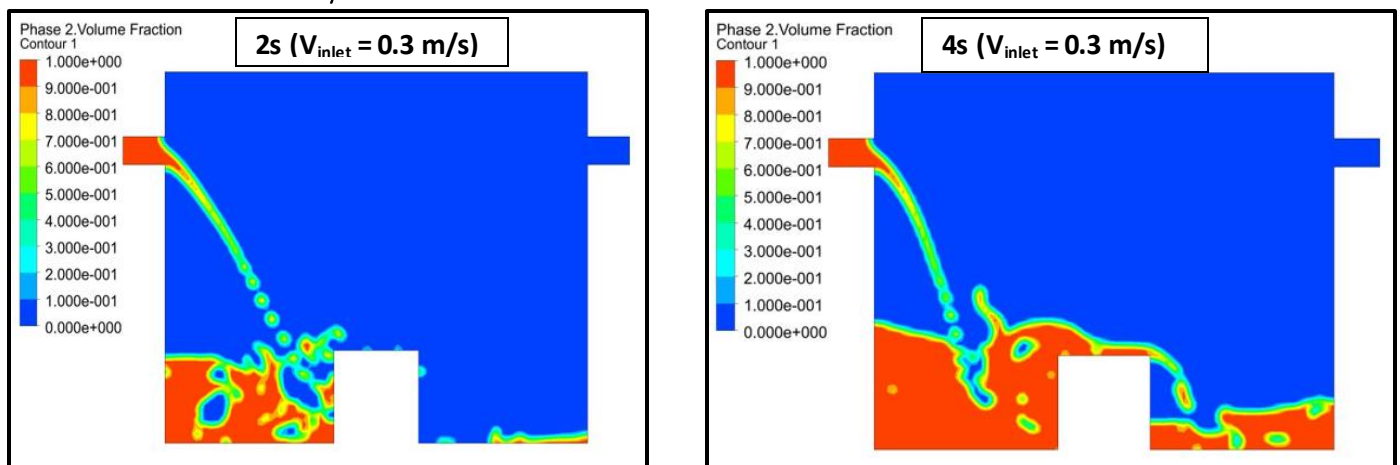 Phase 2.Volume Fraction
Contour 1
2s (Vinlet = 0.3 m/s)
1.000e+000
9.000e-001
8.000e-001
7.000e-001
6.000e-001
5.000e-001
4.000e-001
3.000e-001
2.000e-001
1.000e-001
0.000e+000
Phase 2.Volume Fraction
Contour 1
4s (Vinlet = 0.3 m/s)
1.000e+000
9.000e-001
8.000e-001
7.000e-001
6.000e-001
5.000e-001
4.000e-001
3.000e-001
2.000e-001
1.000e-001
0.000e+000